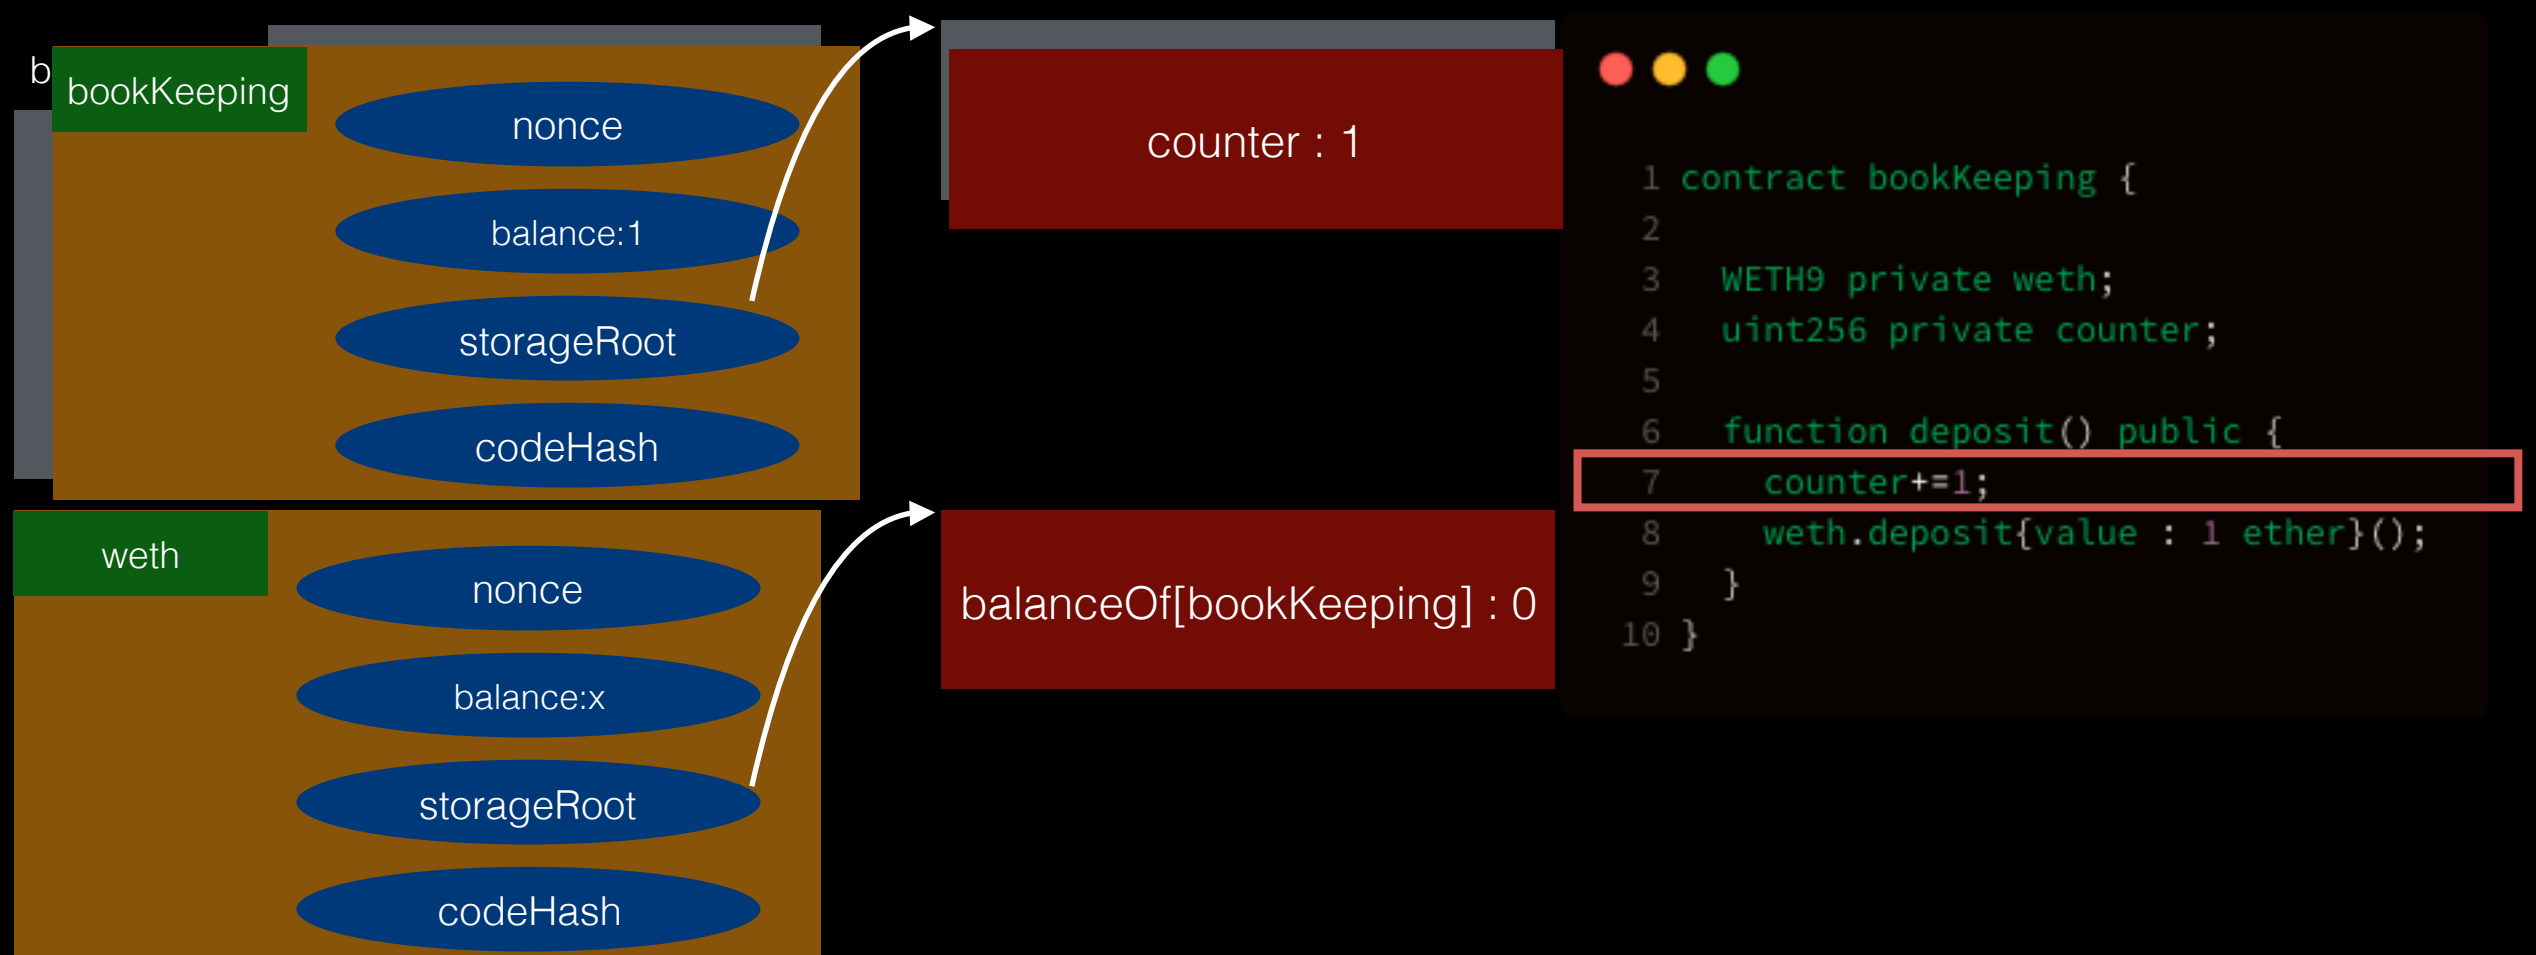 b
bookKeeping
nonce
balance:1
storageRoot
codeHash
counter : 1
weth
nonce
balance:x
storageRoot
codeHash
balanceOf[bookKeeping] : 0
1 contract bookKeeping {
2
3 WETH9 private weth;
4 uint256 private counter;
5
6 function deposit() public {
7 counter+=1;
8 weth.deposit{value : 1 ether}();
9 }
10 }